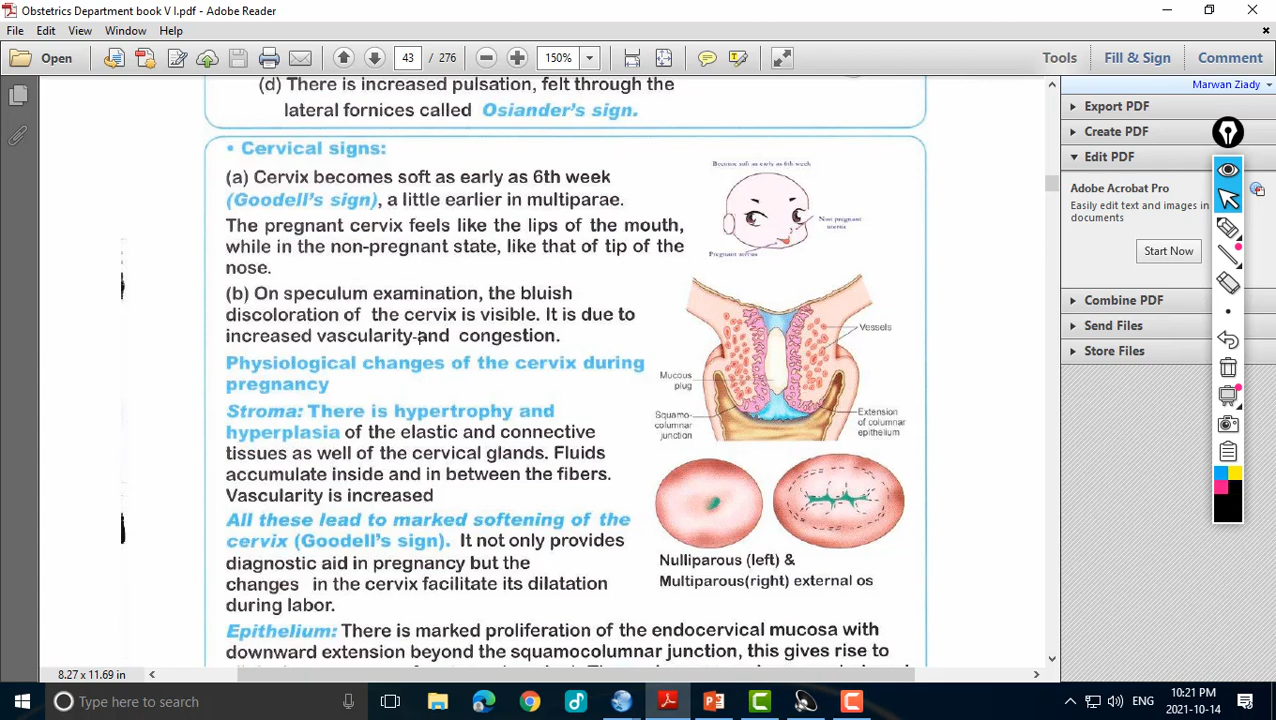 Obstetrics Department book V I.pdf - Adobe Reader
File Edit View Window Help
Open 43 / 276 150% Tools Fill & Sign Comment
Marwan Ziady
(d) There is increased pulsation, felt through the
lateral fornices called Osiander's sign.
• Cervical signs:
(a) Cervix becomes soft as early as 6th week
(Goodell's sign), a little earlier in multiparae.
The pregnant cervix feels like the lips of the mouth,
while in the non-pregnant state, like that of tip of the
nose.
(b) On speculum examination, the bluish
discoloration of the cervix is visible. It is due to
increased vascularity and congestion.
Physiological changes of the cervix during
pregnancy
Stroma: There is hypertrophy and
hyperplasia of the elastic and connective
tissues as well of the cervical glands. Fluids
accumulate inside and in between the fibers.
Vascularity is increased
All these lead to marked softening of the
cervix (Goodell's sign). It not only provides
diagnostic aid in pregnancy but the
changes in the cervix facilitate its dilatation
during labor.
Epithelium: There is marked proliferation of the endocervical mucosa with
downward extension beyond the squamocolumnar junction, this gives rise to
Become soft as early as 6th week
Non pregnant
Pregnant
Vessels
Mucous
plug
Squamo-
columnar
junction
Extension
of columnar
epithelium
Nulliparous (left) &
Multiparous(right) external os
Export PDF
Create PDF
Edit PDF
Adobe Acrobat Pro
Easily edit text and images in
documents
Start Now
Combine PDF
Send Files
Store Files
8.27 x 11.69 in
Type here to search
ENG
10:21 PM
2021-10-14